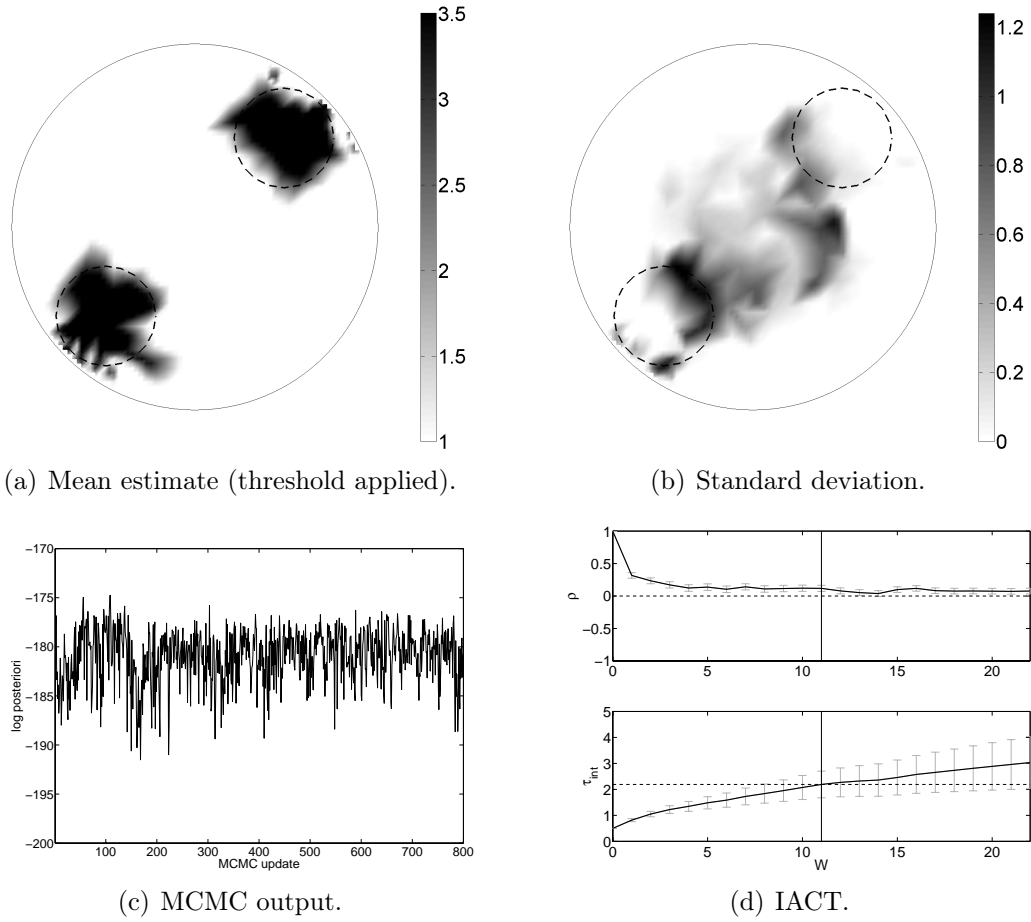 3.5
3
2.5
2
1.5
1
(a) Mean estimate (threshold applied).
1.2
1
0.8
0.6
0.4
0.2
0
(b) Standard deviation.
−170
−175
−180
−185
−190
−195
−200
log posteriori
100 200 300 400 500 600 700 800
MCMC update
(c) MCMC output.
1
0.5
0
−0.5
−1
ρ
0 5 10 15 20
5
4
3
2
1
0
τint
0 5 10 15 20
W
(d) IACT.